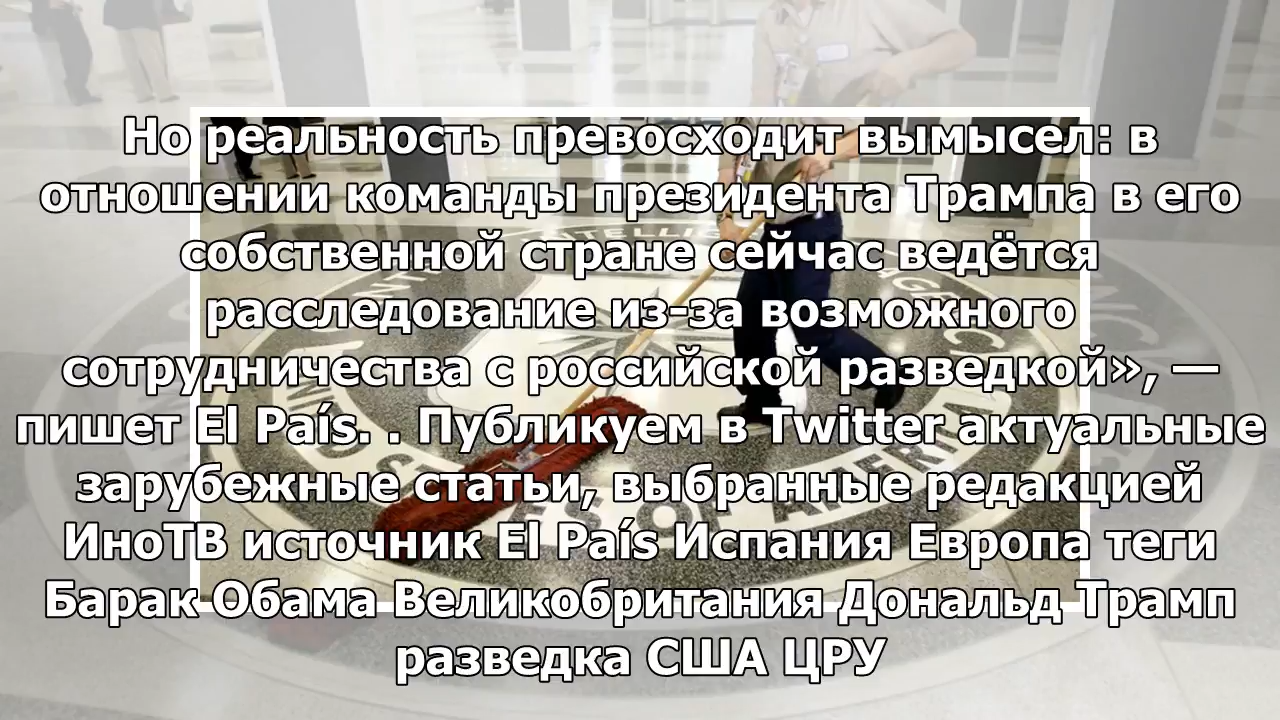 Но реальность превосходит вымысел: в
отношении команды президента Трампа в его
собственной стране сейчас ведётся
расследование из-за возможного
сотрудничества с российской разведкой», —
пишет El País. . Публикуем в Twitter актуальные
зарубежные статьи, выбранные редакцией
ИноТВ источник El País Испания Европа теги
Барак Обама Великобритания Дональд Трамп
разведка США ЦРУ